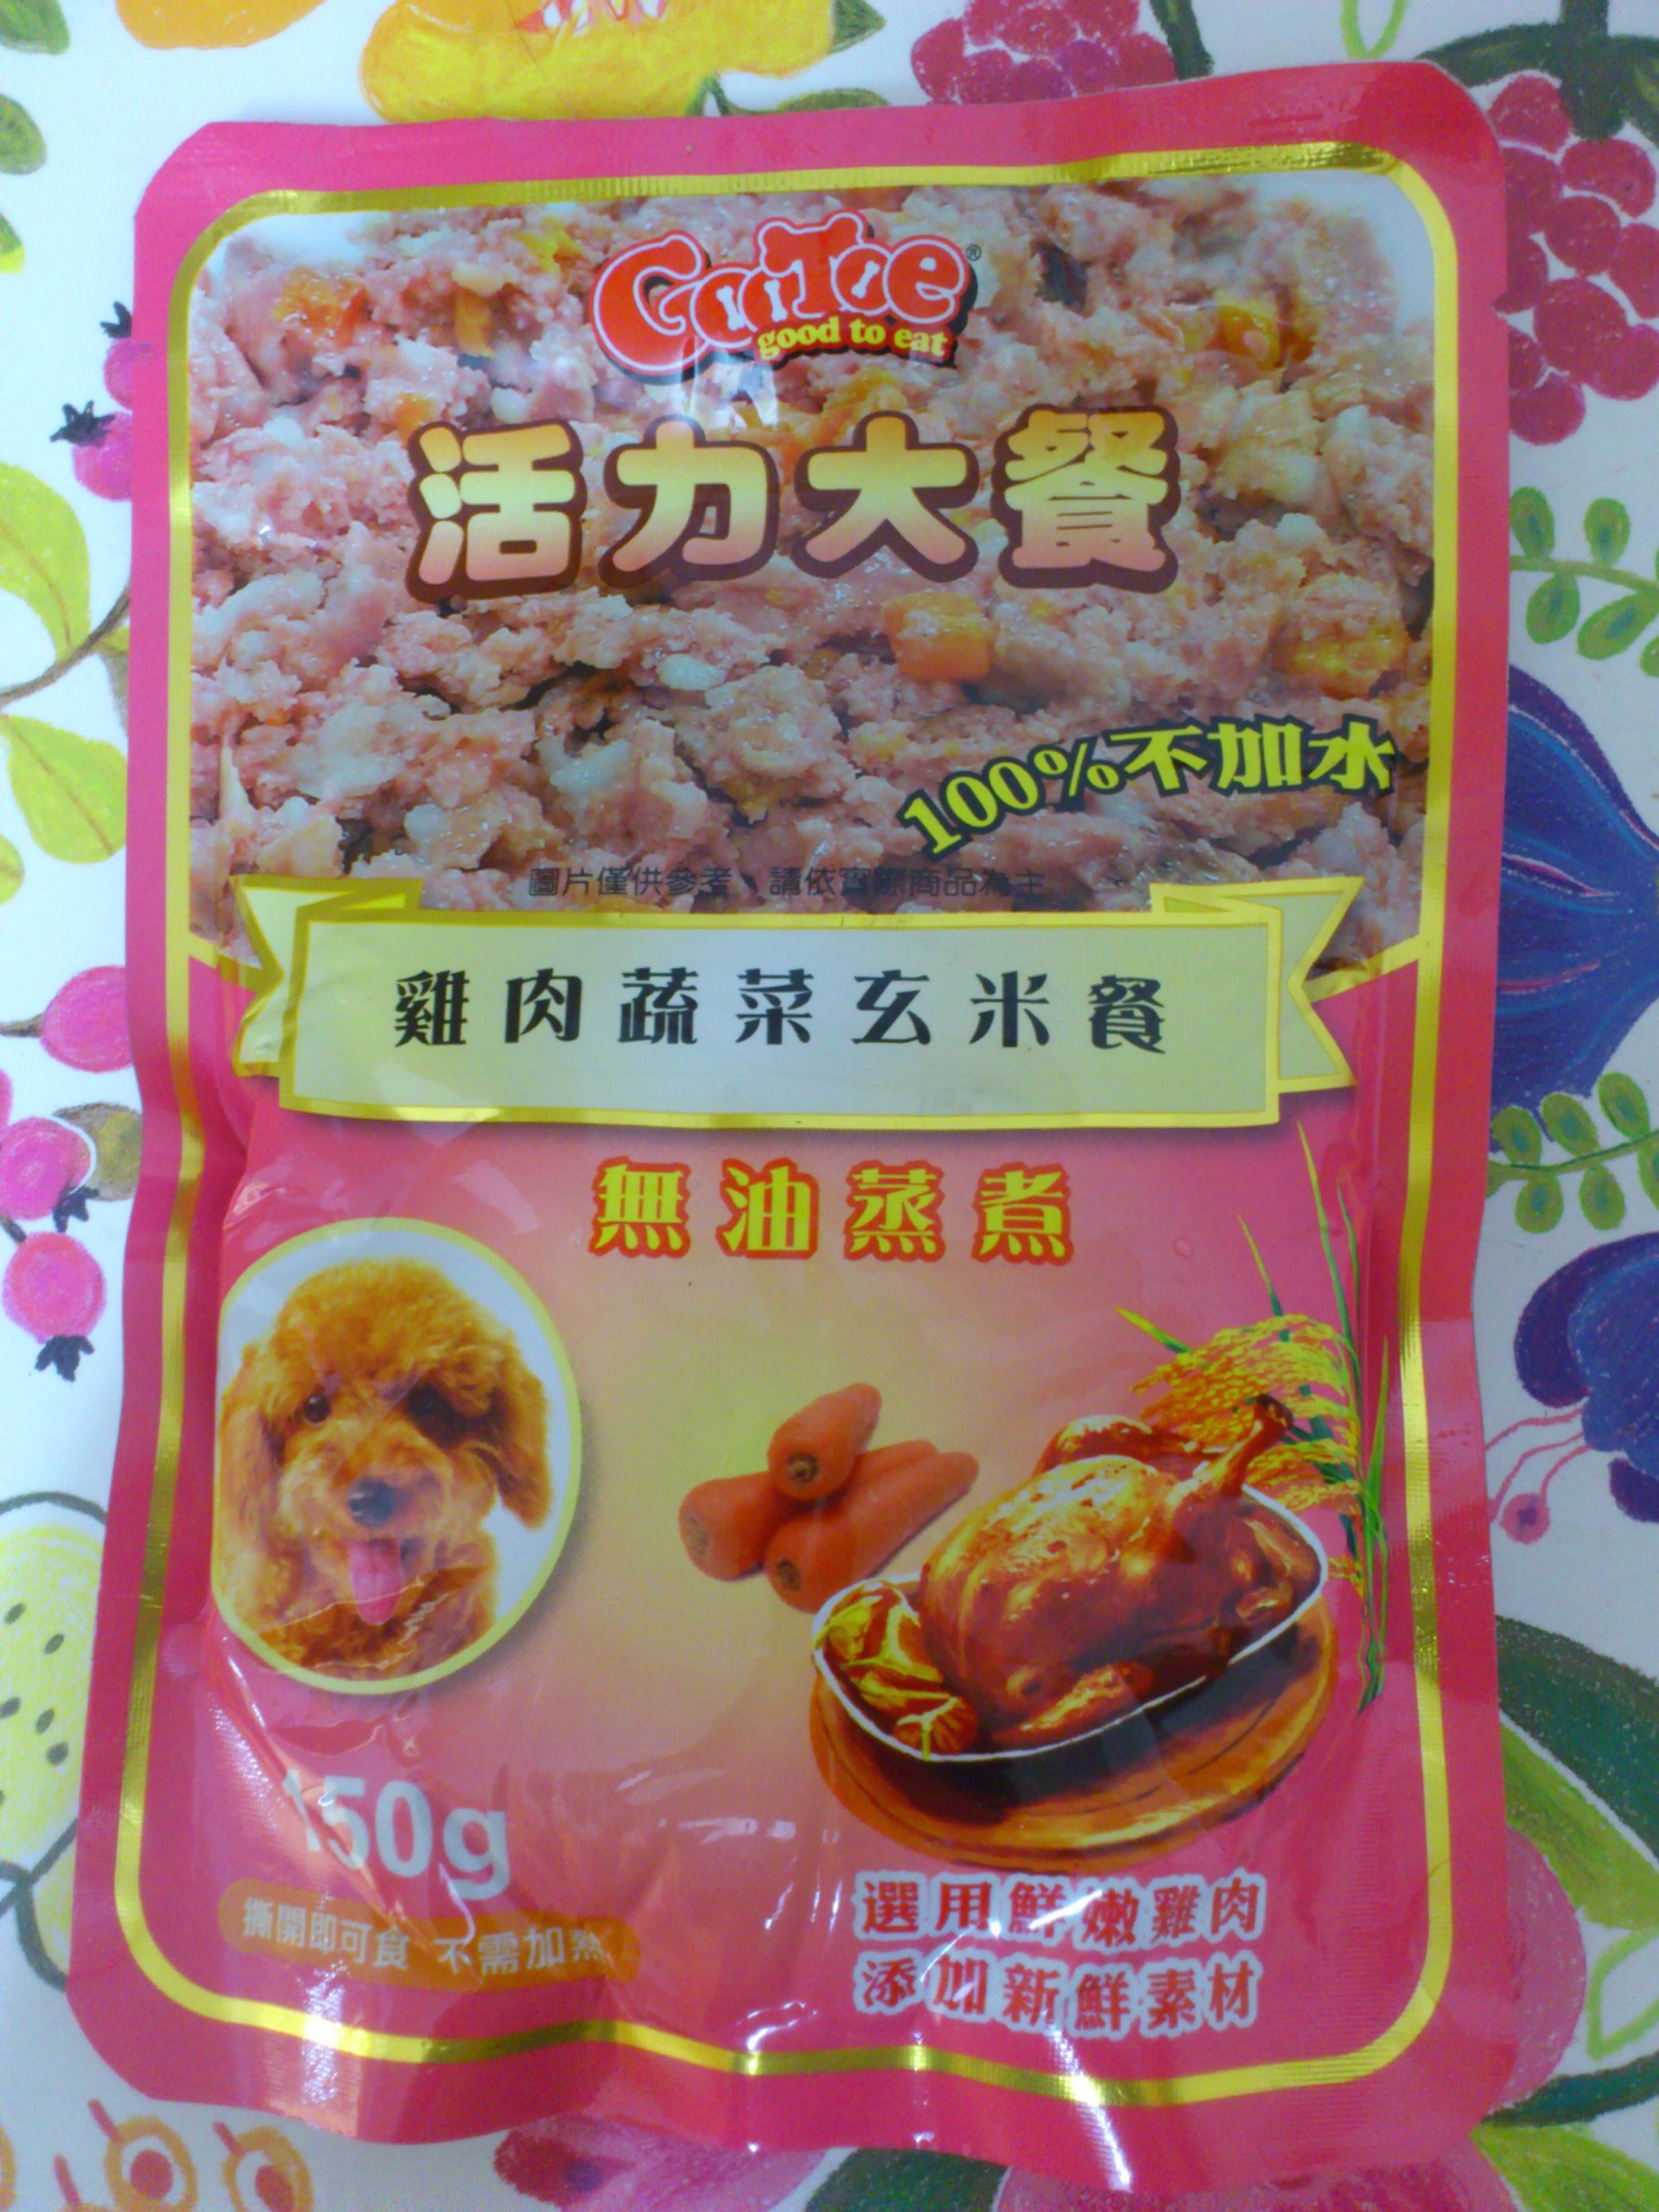 GooToe®
good to eat
活力大餐
100%不加水
圖片僅供參考、請依實際商品為主
雞肉蔬菜玄米餐
無油蒸煮
150g
撕開即可食 不需加熱
選用鮮嫩雞肉
添加新鮮素材